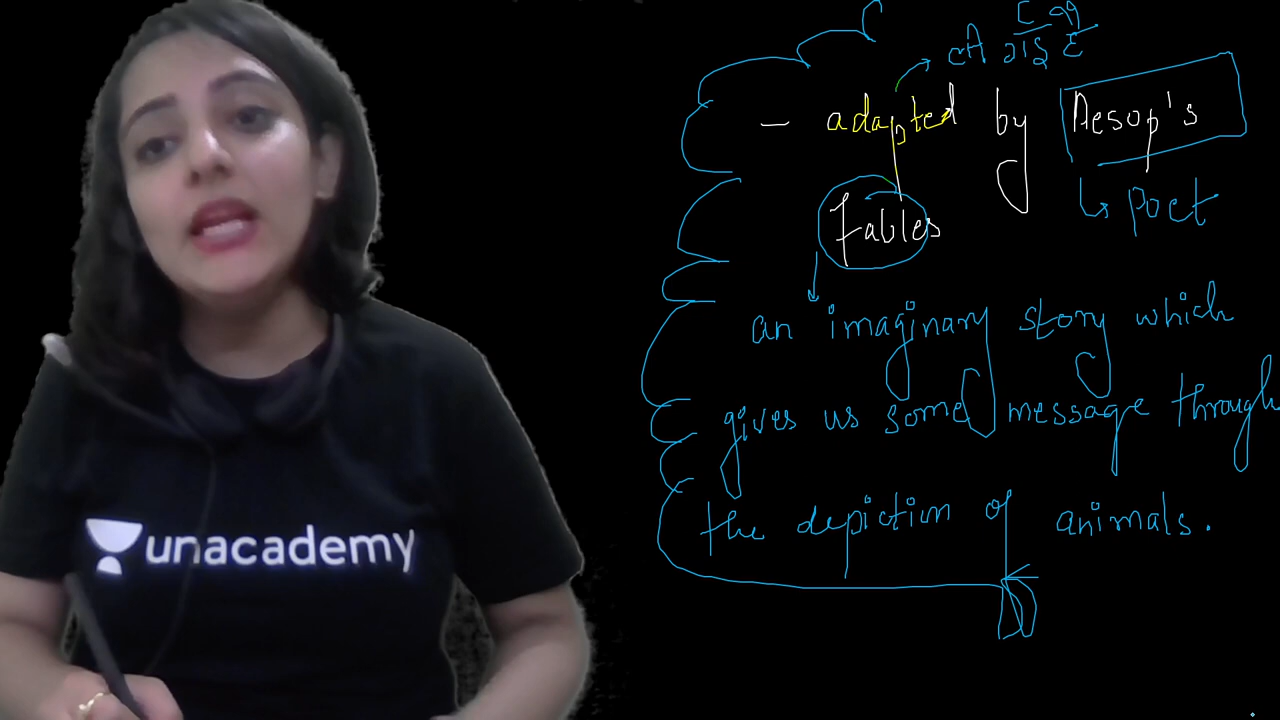 - adapted by Aesop's
Fables
↳ poet
an imaginary story which
gives us some message through
the depiction of animals.
unacademy